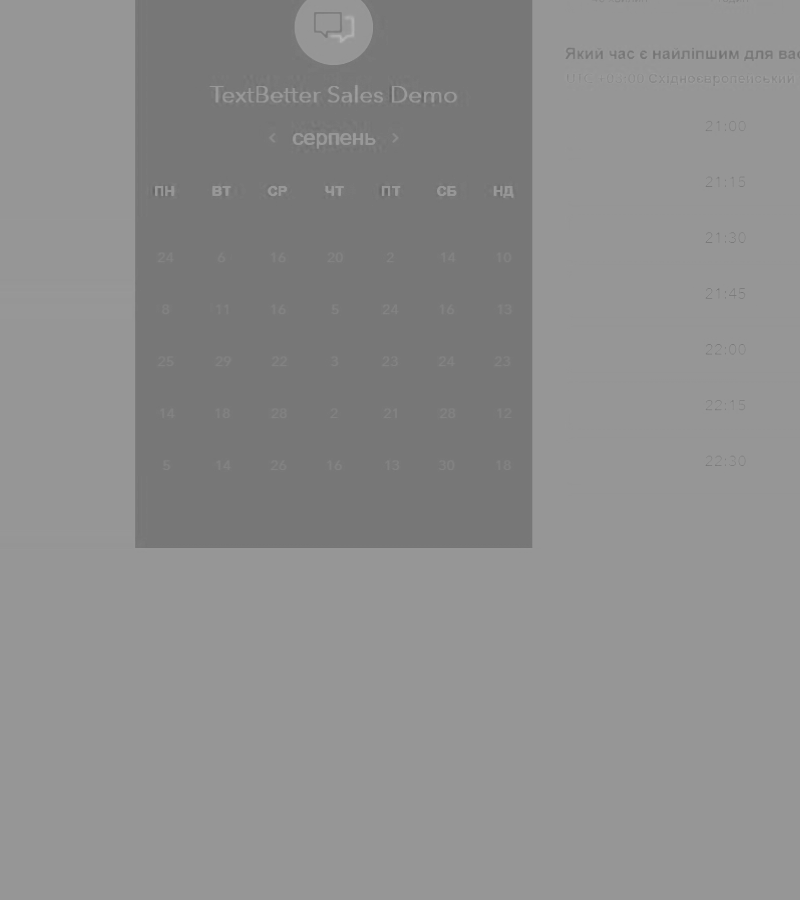 TextBetter Sales Demo
‹ серпень ›
ПН ВТ СР ЧТ ПТ СБ НД
24 6 16 20 2 14 10
8 11 16 5 24 16 13
25 29 22 3 23 24 23
14 18 28 2 21 28 12
5 14 26 16 13 30 18
Який час є найліпшим для вас
21:00
21:15
21:30
21:45
22:00
22:15
22:30